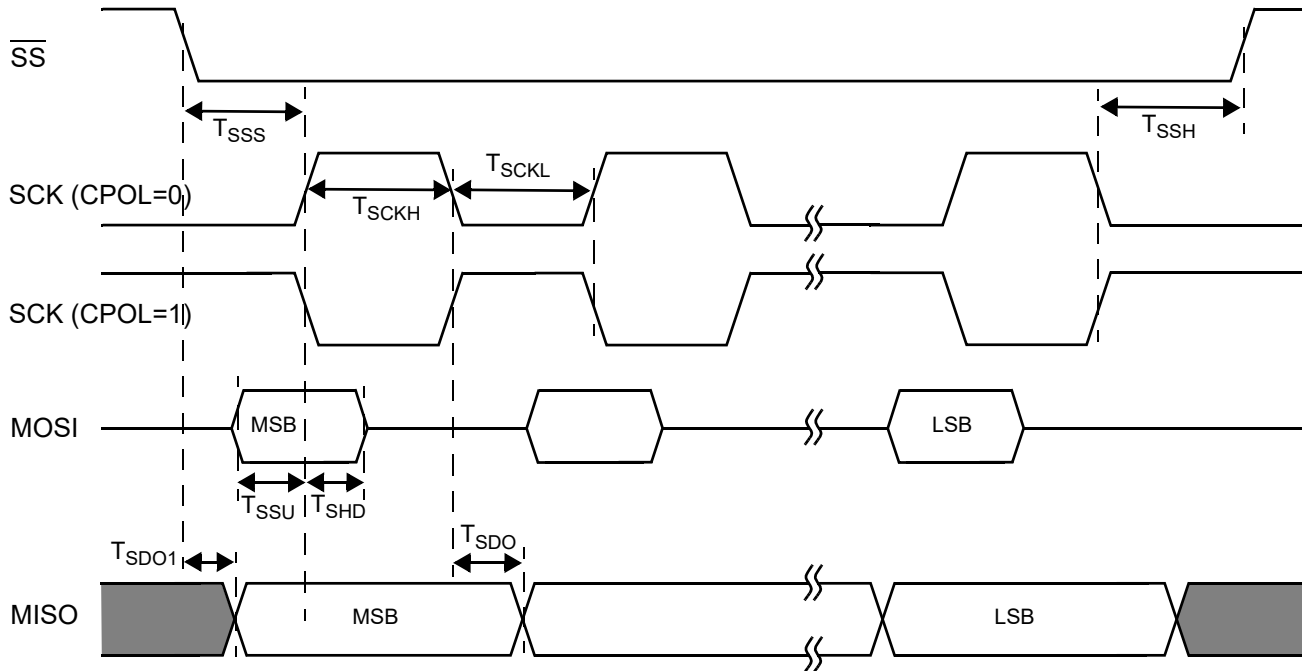 SS
TSSS
TSSH
SCK (CPOL=0)
TSCKH
TSCKL
SCK (CPOL=1)
MOSI
MSB
LSB
TSSU
TSHD
TSDO1
TSDO
MISO
MSB
LSB